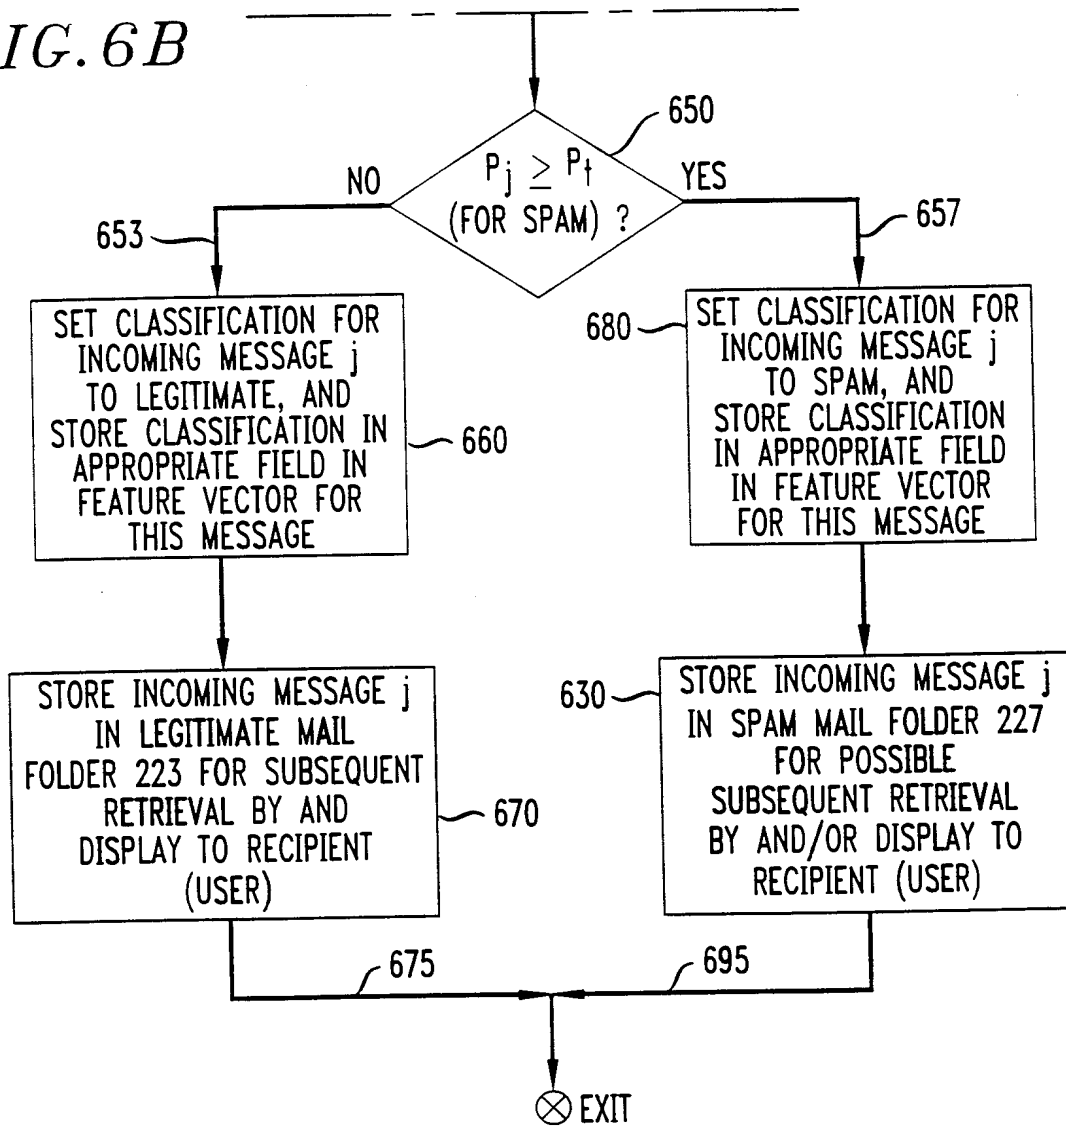 IG. 6B
650
P_j ≥ P_t
(FOR SPAM) ?
NO
YES
653
657
SET CLASSIFICATION FOR
INCOMING MESSAGE j
TO LEGITIMATE, AND
STORE CLASSIFICATION IN
APPROPRIATE FIELD IN
FEATURE VECTOR FOR
THIS MESSAGE
660
680
SET CLASSIFICATION FOR
INCOMING MESSAGE j
TO SPAM, AND
STORE CLASSIFICATION
IN APPROPRIATE FIELD
IN FEATURE VECTOR
FOR THIS MESSAGE
STORE INCOMING MESSAGE j
IN LEGITIMATE MAIL
FOLDER 223 FOR SUBSEQUENT
RETRIEVAL BY AND
DISPLAY TO RECIPIENT
(USER)
670
630
STORE INCOMING MESSAGE j
IN SPAM MAIL FOLDER 227
FOR POSSIBLE
SUBSEQUENT RETRIEVAL
BY AND/OR DISPLAY TO
RECIPIENT (USER)
675
695
EXIT